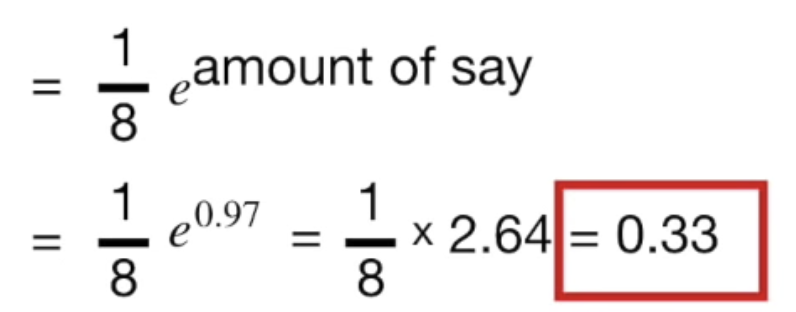 = 1/8 e^amount of say
= 1/8 e^0.97 = 1/8 x 2.64 = 0.33